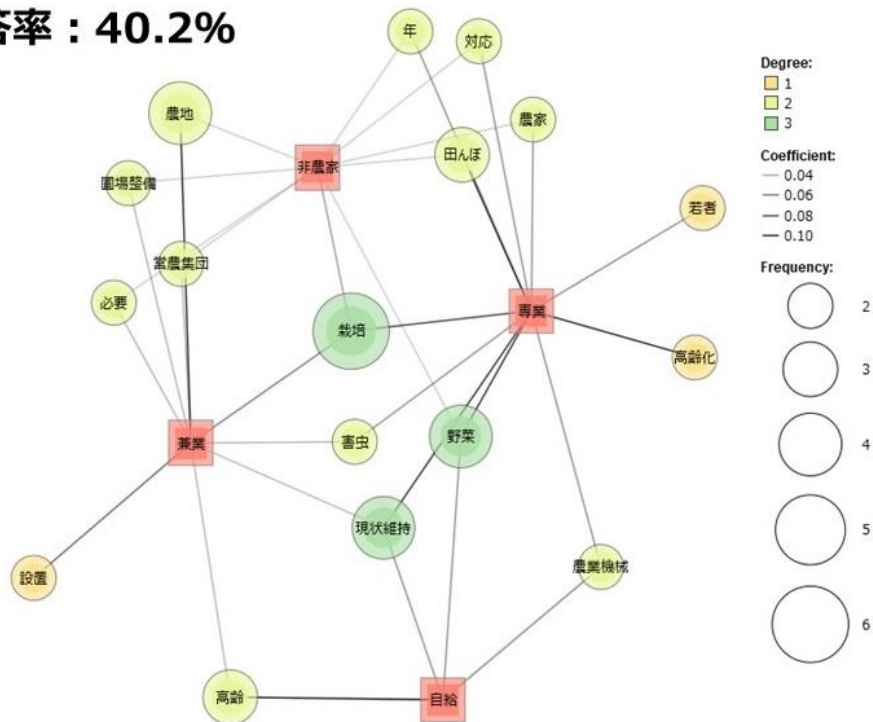 答率：40.2%
年
対応
農地
農家
田んぼ
非農家
圃場整備
若者
営農集団
必要
専業
栽培
高齢化
兼業
害虫
野菜
現状維持
設置
農業機械
高齢
自給
Degree:
1
2
3
Coefficient:
0.04
0.06
0.08
0.10
Frequency:
2
3
4
5
6